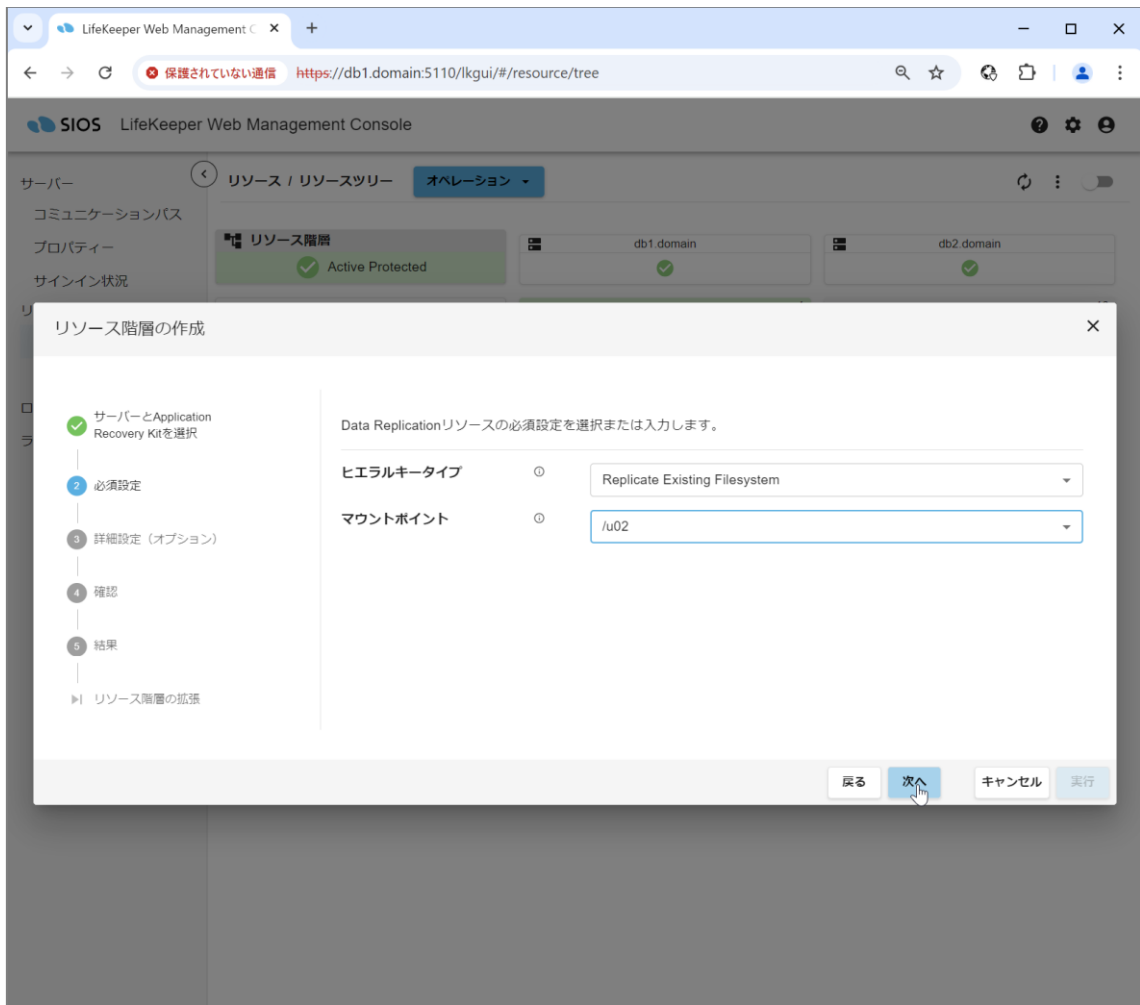 LifeKeeper Web Management C
保護されていない通信 https://db1.domain:5110/lkgui/#/resource/tree
SIOS LifeKeeper Web Management Console
サーバー
リソース / リソースツリー オペレーション
コミュニケーションパス
プロパティー
サインイン状況
リソース階層 db1.domain db2.domain
Active Protected
リ
リソース階層の作成
ロ
ラ
サーバーとApplication
Recovery Kitを選択
2 必須設定
3 詳細設定（オプション）
4 確認
5 結果
リソース階層の拡張
Data Replicationリソースの必須設定を選択または入力します。
ヒエラルキータイプ Replicate Existing Filesystem
マウントポイント /u02
戻る 次へ キャンセル 実行